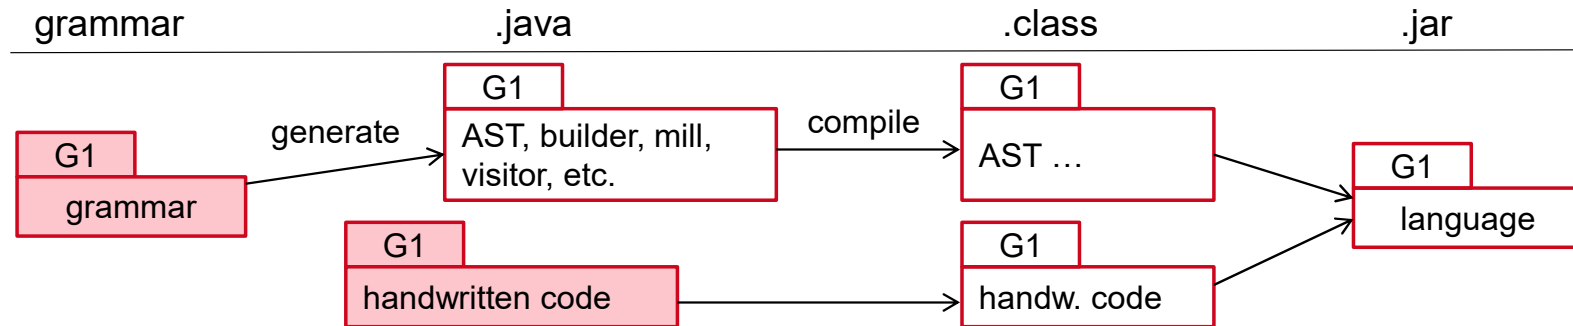 grammar .java .class .jar
G1
AST, builder, mill,
visitor, etc.
generate
compile
G1
AST …
G1
grammar
G1
language
G1
handwritten code
G1
handw. code